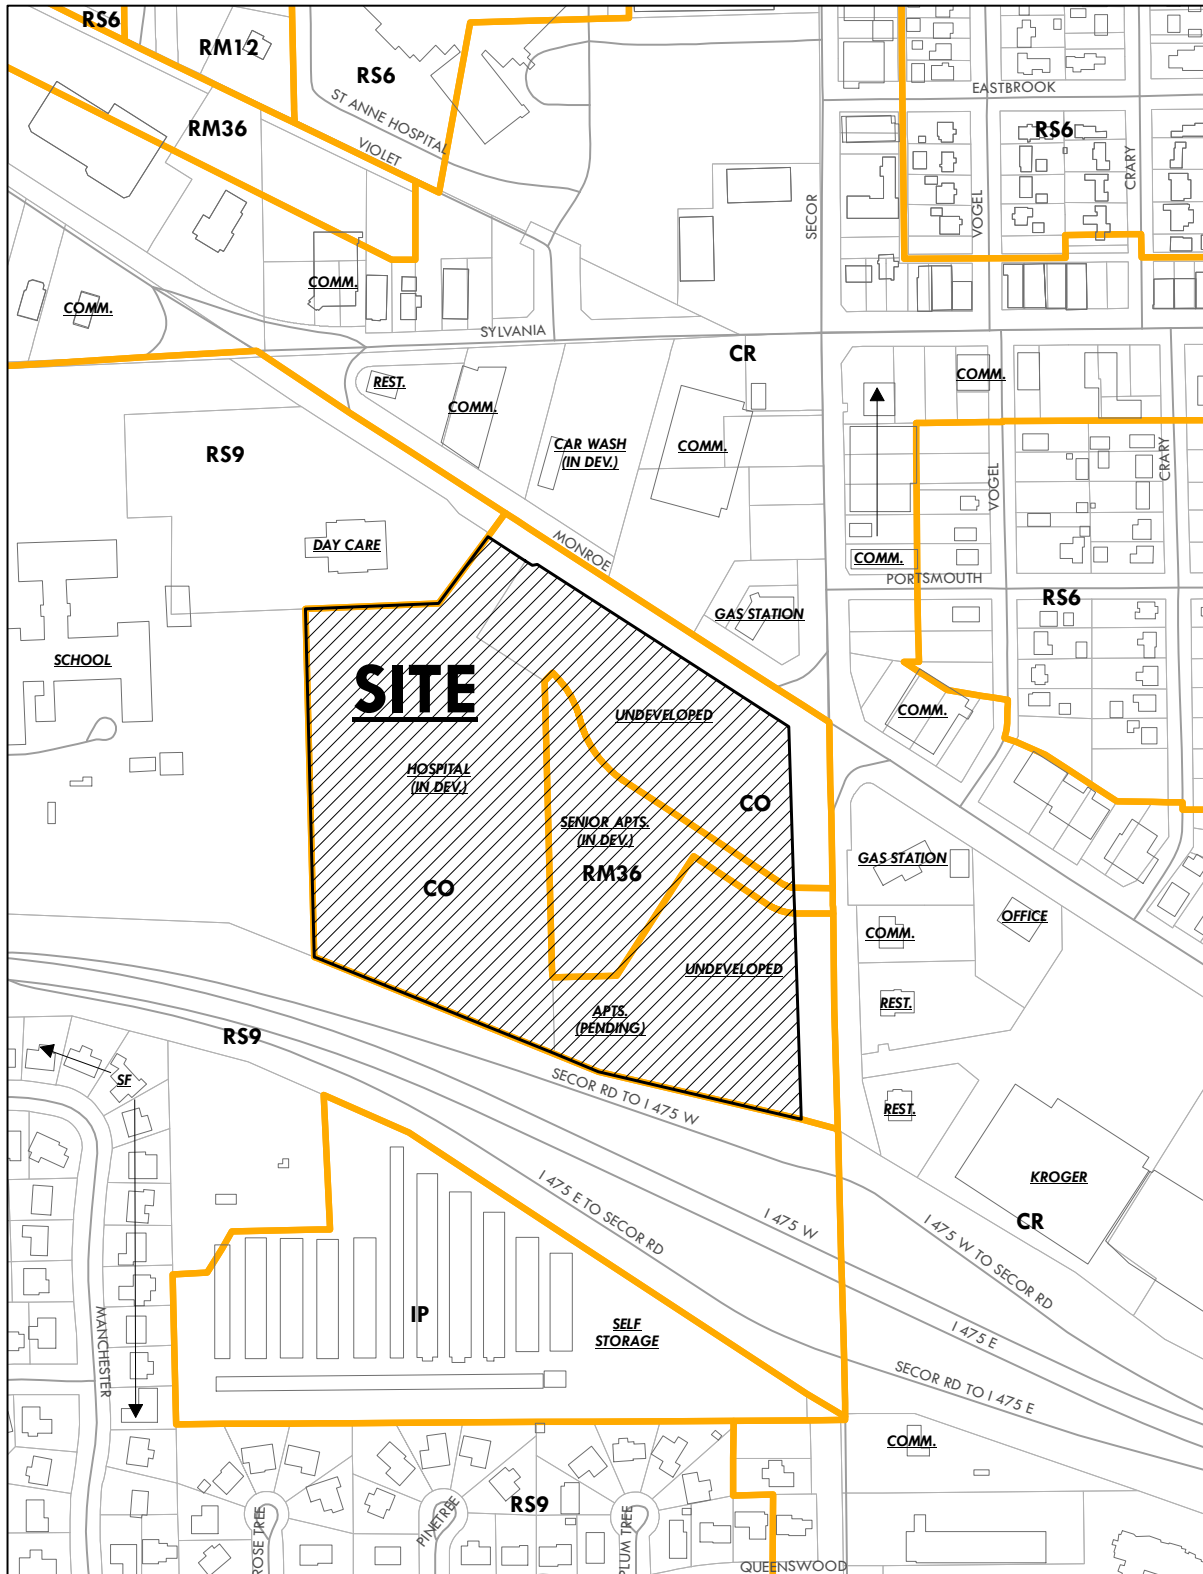 RS6
RM12
RS6
EASTBROOK
ST ANNE HOSPITAL
RM36
RS6
VIOLET
CRARY
SECOR
VOGEL
COMM.
COMM.
SYLVANIA
CR
REST.
COMM.
COMM.
CAR WASH
(IN DEV.)
COMM.
RS9
VOGEL
CRARY
DAY CARE
MONROE
COMM.
PORTSMOUTH
RS6
GAS STATION
SCHOOL
SITE
UNDEVELOPED
COMM.
HOSPITAL
(IN DEV.)
CO
SENIOR APTS.
(IN DEV.)
RM36
GAS STATION
CO
OFFICE
COMM.
UNDEVELOPED
REST.
APTS.
(PENDING)
RS9
SF
SECOR RD TO I 475 W
REST.
KROGER
I 475 E TO SECOR RD
I 475 W
I 475 W TO SECOR RD
CR
IP
SELF
STORAGE
I 475 E
MANCHESTER
SECOR RD TO I 475 E
COMM.
RS9
ROSE TREE
PINETREE
PLUM TREE
QUEENSWOOD